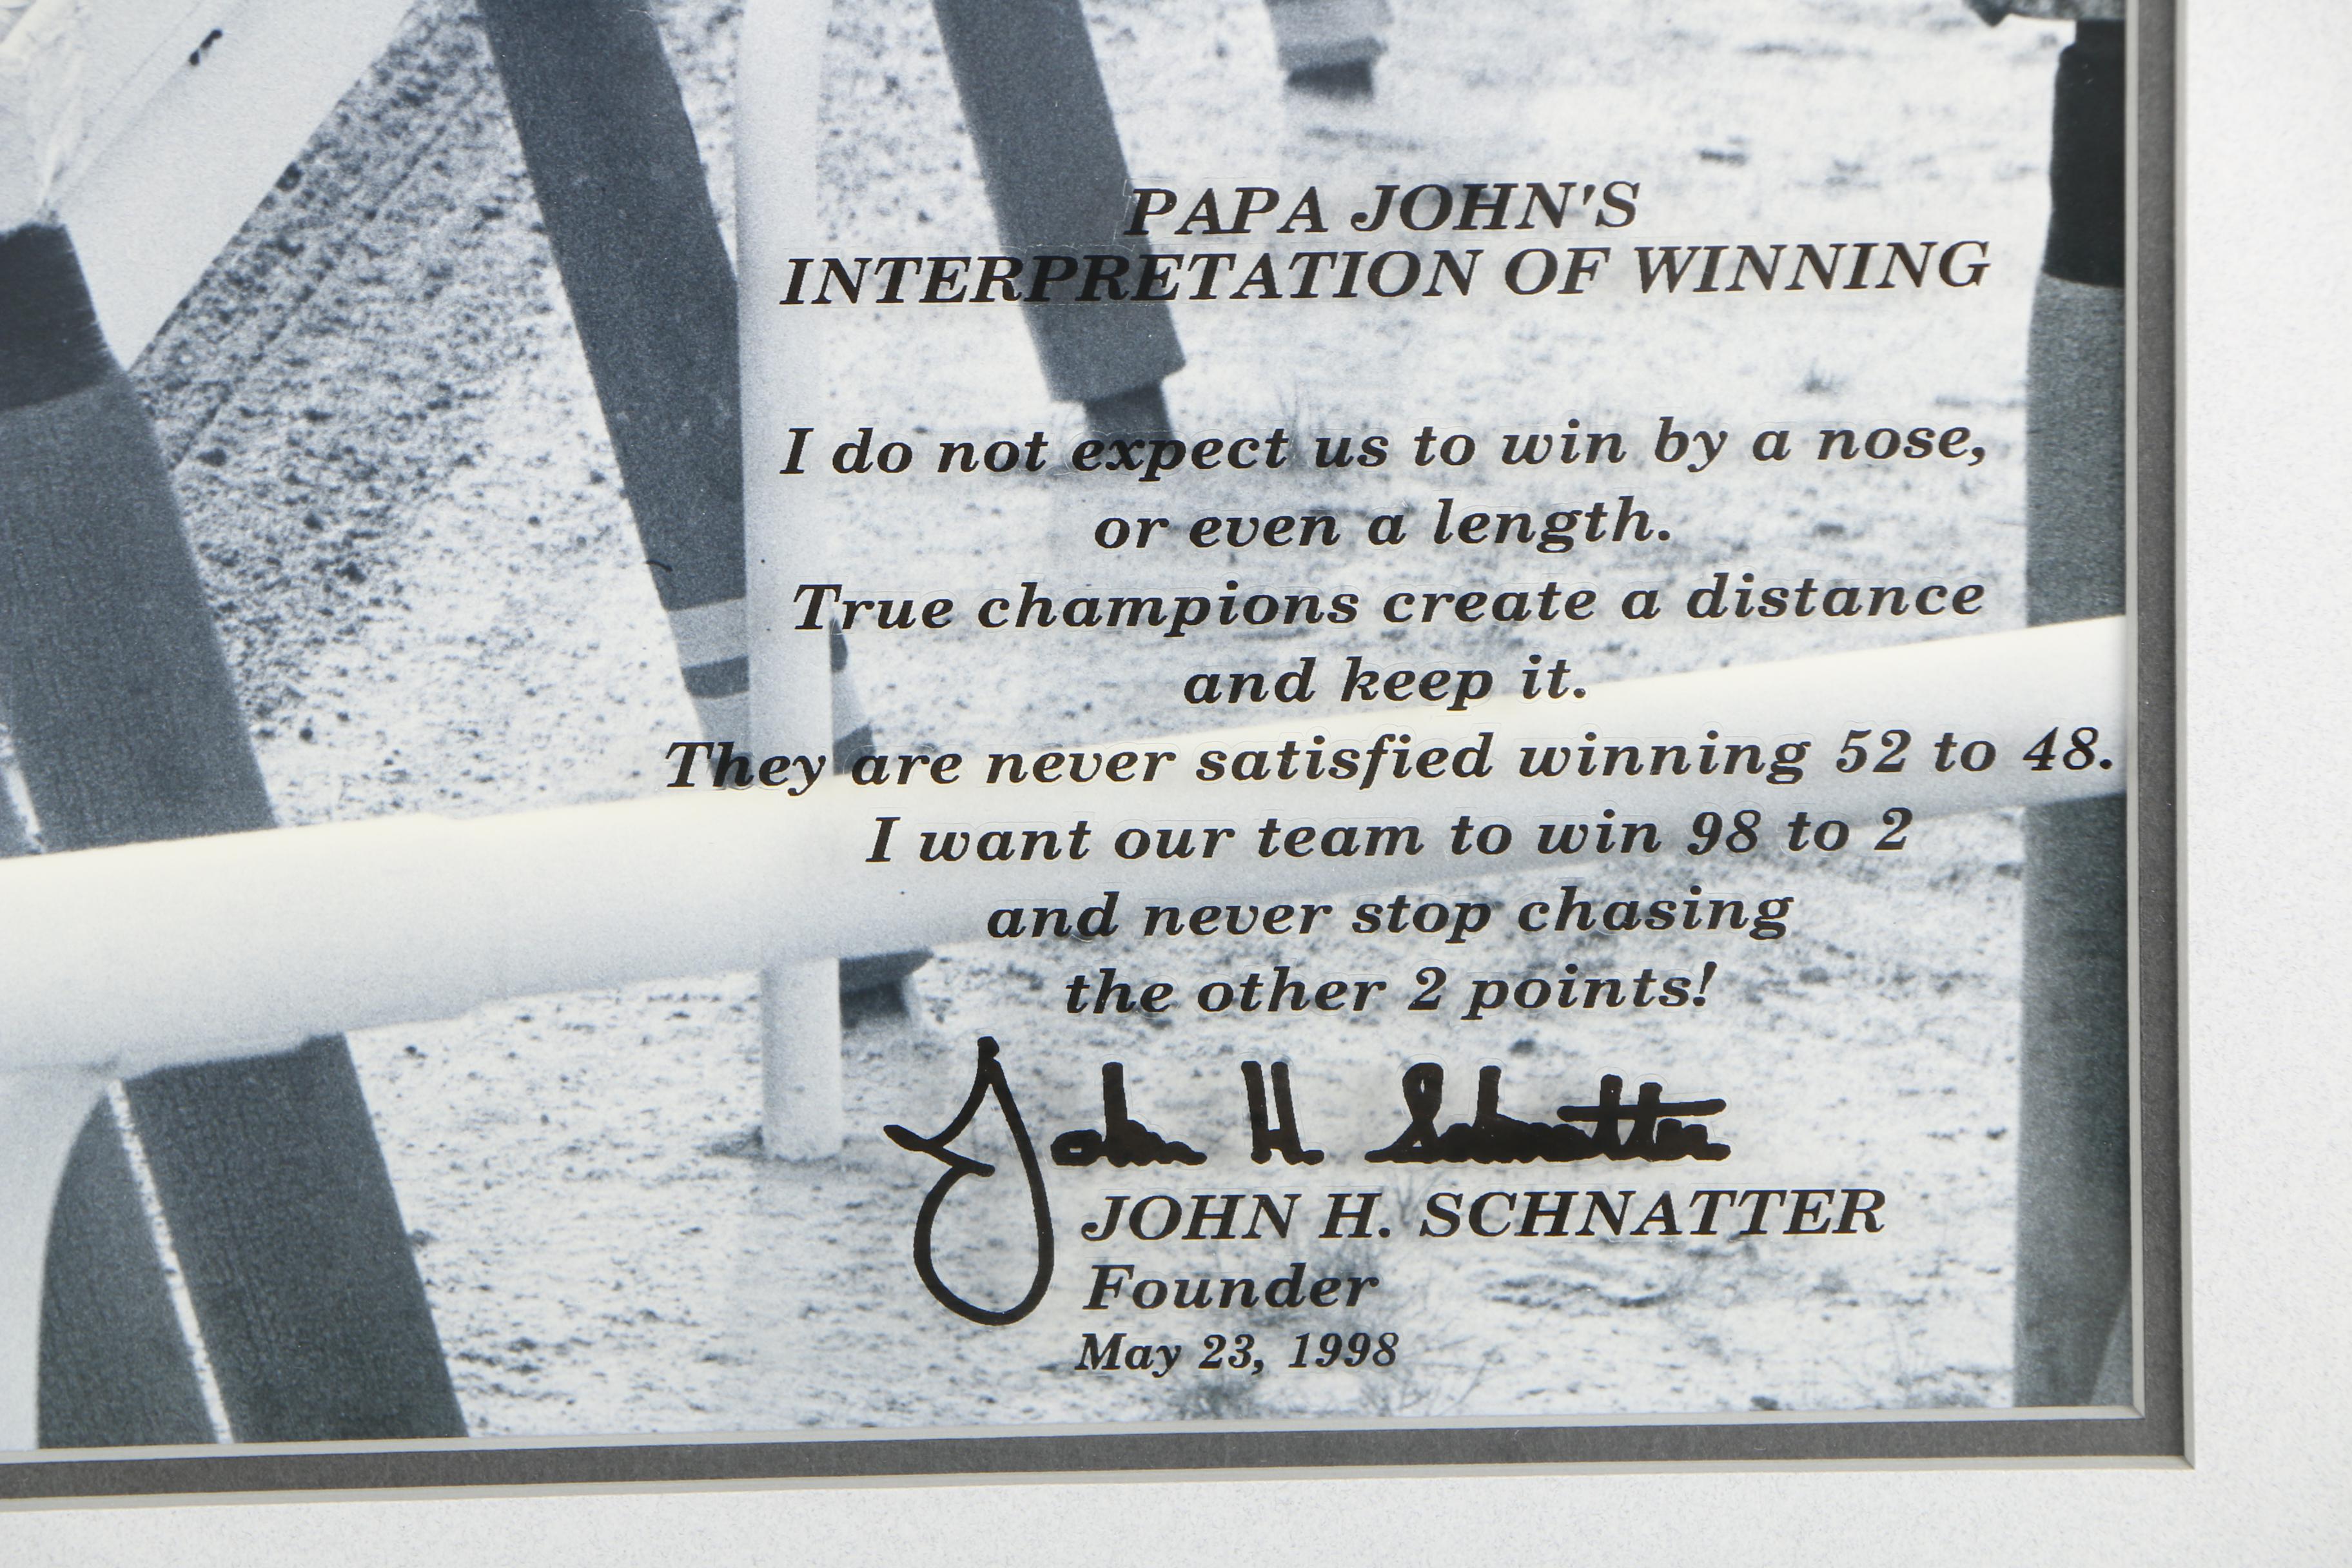 PAPA JOHN'S
INTERPRETATION OF WINNING
I do not expect us to win by a nose,
or even a length.
True champions create a distance
and keep it.
They are never satisfied winning 52 to 48.
I want our team to win 98 to 2
and never stop chasing
the other 2 points!
John H Schnatter
JOHN H. SCHNATTER
Founder
May 23, 1998